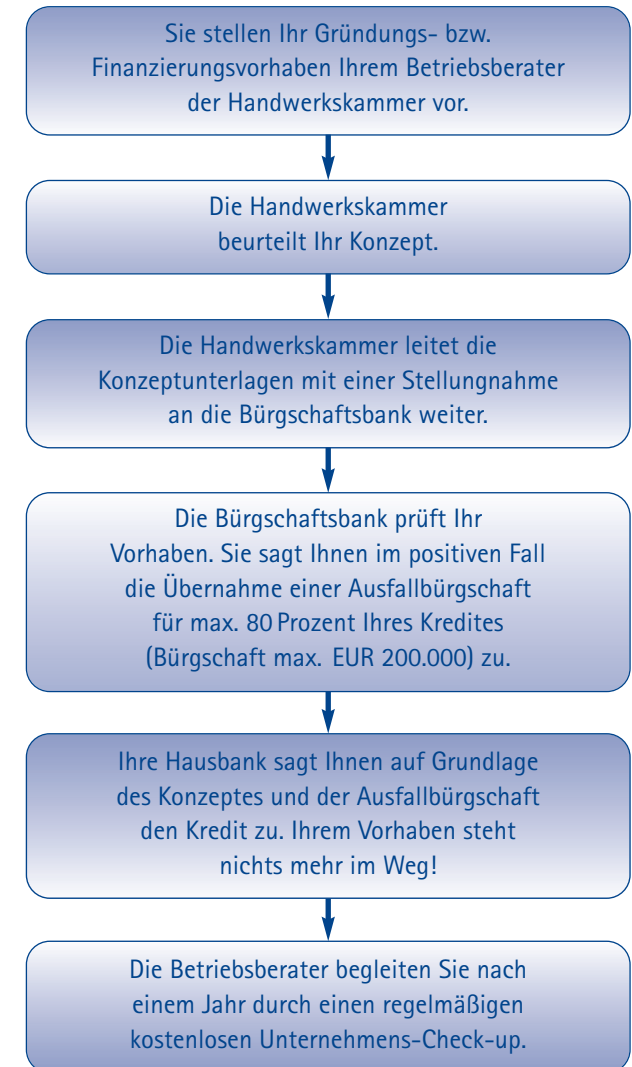 Sie stellen Ihr Gründungs- bzw.
Finanzierungsvorhaben Ihrem Betriebsberater
der Handwerkskammer vor.
Die Handwerkskammer
beurteilt Ihr Konzept.
Die Handwerkskammer leitet die
Konzeptunterlagen mit einer Stellungnahme
an die Bürgschaftsbank weiter.
Die Bürgschaftsbank prüft Ihr
Vorhaben. Sie sagt Ihnen im positiven Fall
die Übernahme einer Ausfallbürgschaft
für max. 80 Prozent Ihres Kredites
(Bürgschaft max. EUR 200.000) zu.
Ihre Hausbank sagt Ihnen auf Grundlage
des Konzeptes und der Ausfallbürgschaft
den Kredit zu. Ihrem Vorhaben steht
nichts mehr im Weg!
Die Betriebsberater begleiten Sie nach
einem Jahr durch einen regelmäßigen
kostenlosen Unternehmens-Check-up.